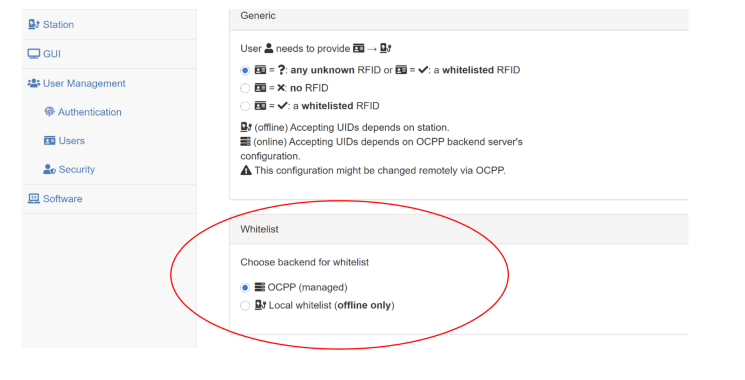 Station
GUI
User Management
Authentication
Users
Security
Software
Generic
User needs to provide →
= ?: any unknown RFID or = ✔: a whitelisted RFID
= ✖: no RFID
= ✔: a whitelisted RFID
(offline) Accepting UIDs depends on station.
(online) Accepting UIDs depends on OCPP backend server's
configuration.
This configuration might be changed remotely via OCPP.
Whitelist
Choose backend for whitelist
OCPP (managed)
Local whitelist (offline only)